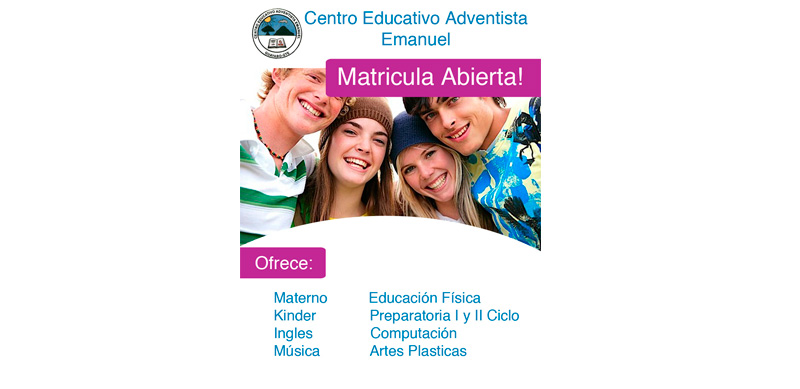 Centro Educativo Adventista
Emanuel
Matricula Abierta!
Ofrece:
Materno Educación Física
Kinder Preparatoria I y II Ciclo
Ingles Computación
Música Artes Plasticas